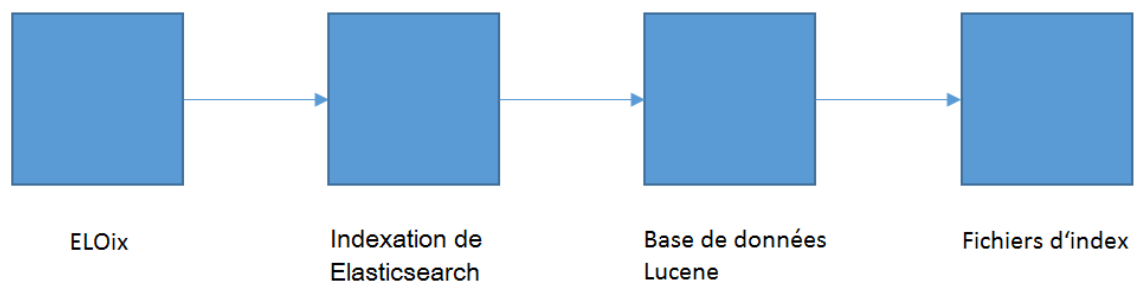 ELOix
Indexation de
Elasticsearch
Base de données
Lucene
Fichiers d‘index